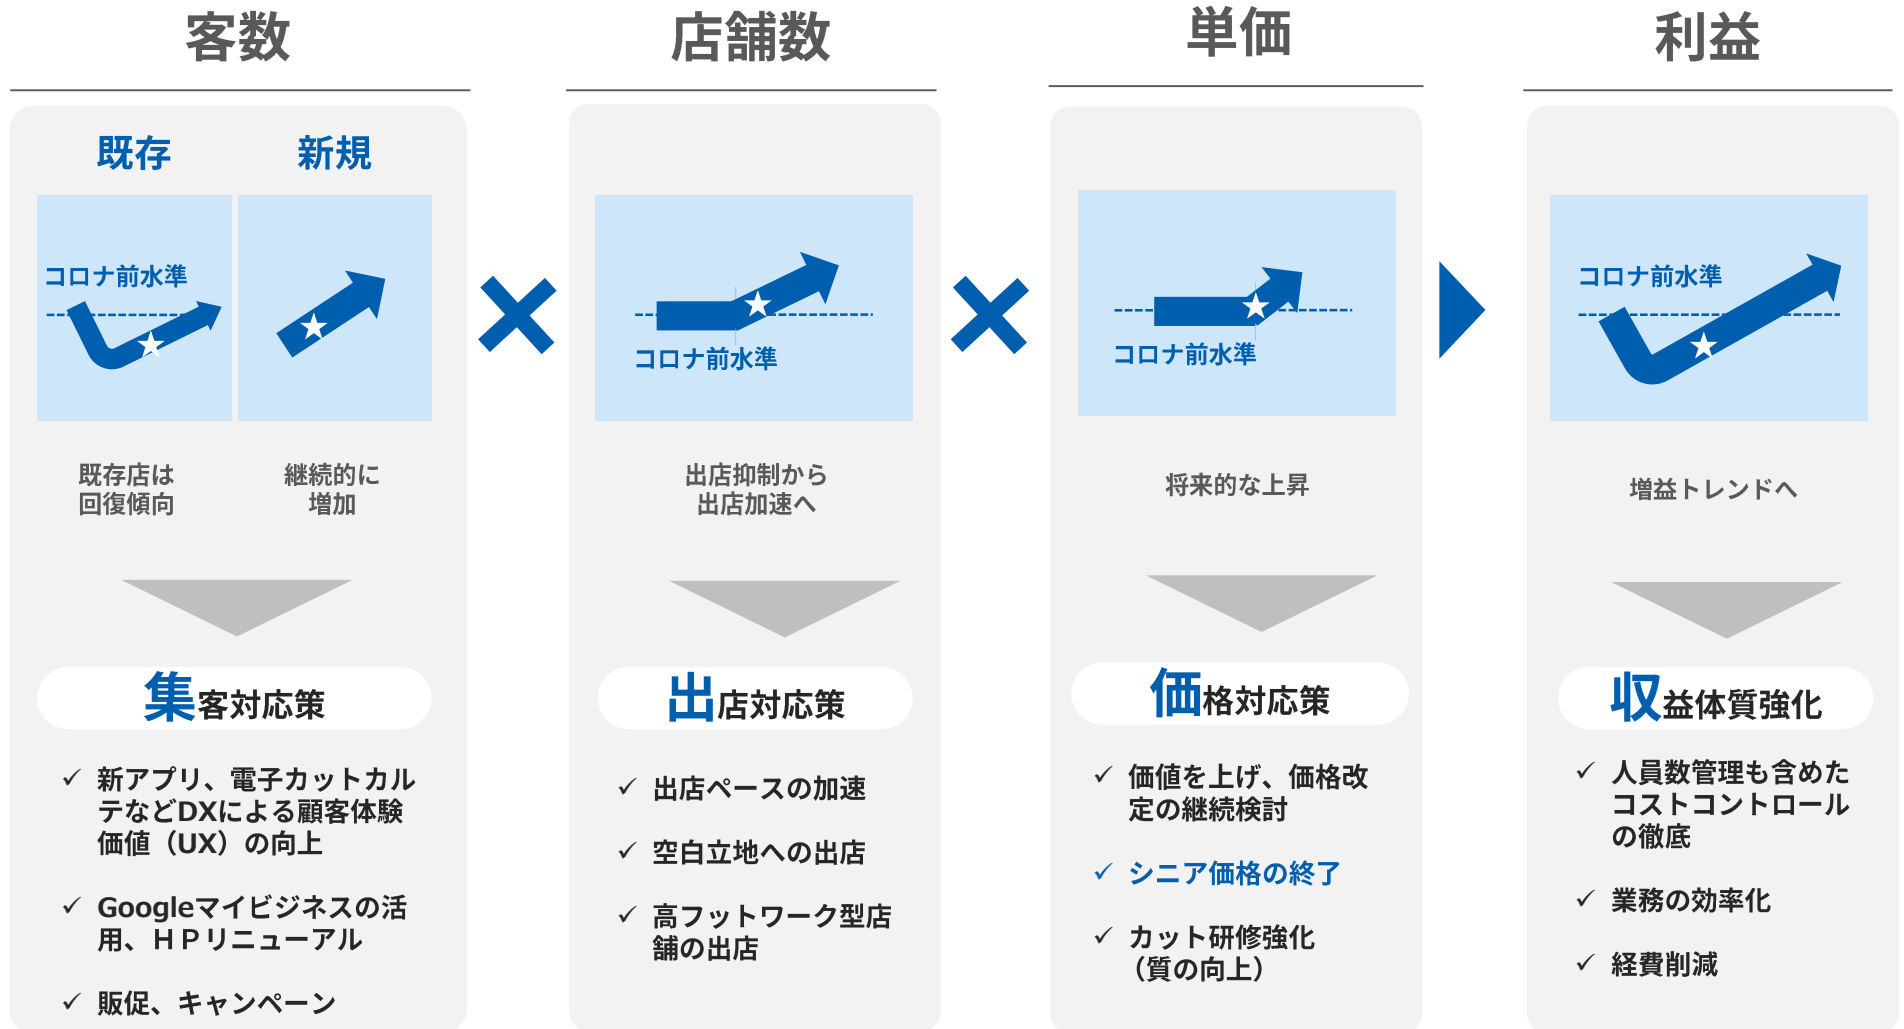 客数
既存
新規
コロナ前水準
既存店は
回復傾向
継続的に
増加
集客対応策
✓ 新アプリ、電子カットカル
テなどDXによる顧客体験
価値（UX）の向上
✓ Googleマイビジネスの活
用、ＨＰリニューアル
✓ 販促、キャンペーン
店舗数
コロナ前水準
出店抑制から
出店加速へ
出店対応策
✓ 出店ペースの加速
✓ 空白立地への出店
✓ 高フットワーク型店
舗の出店
単価
コロナ前水準
将来的な上昇
価格対応策
✓ 価値を上げ、価格改
定の継続検討
✓ シニア価格の終了
✓ カット研修強化
（質の向上）
利益
コロナ前水準
増益トレンドへ
収益体質強化
✓ 人員数管理も含めた
コストコントロール
の徹底
✓ 業務の効率化
✓ 経費削減